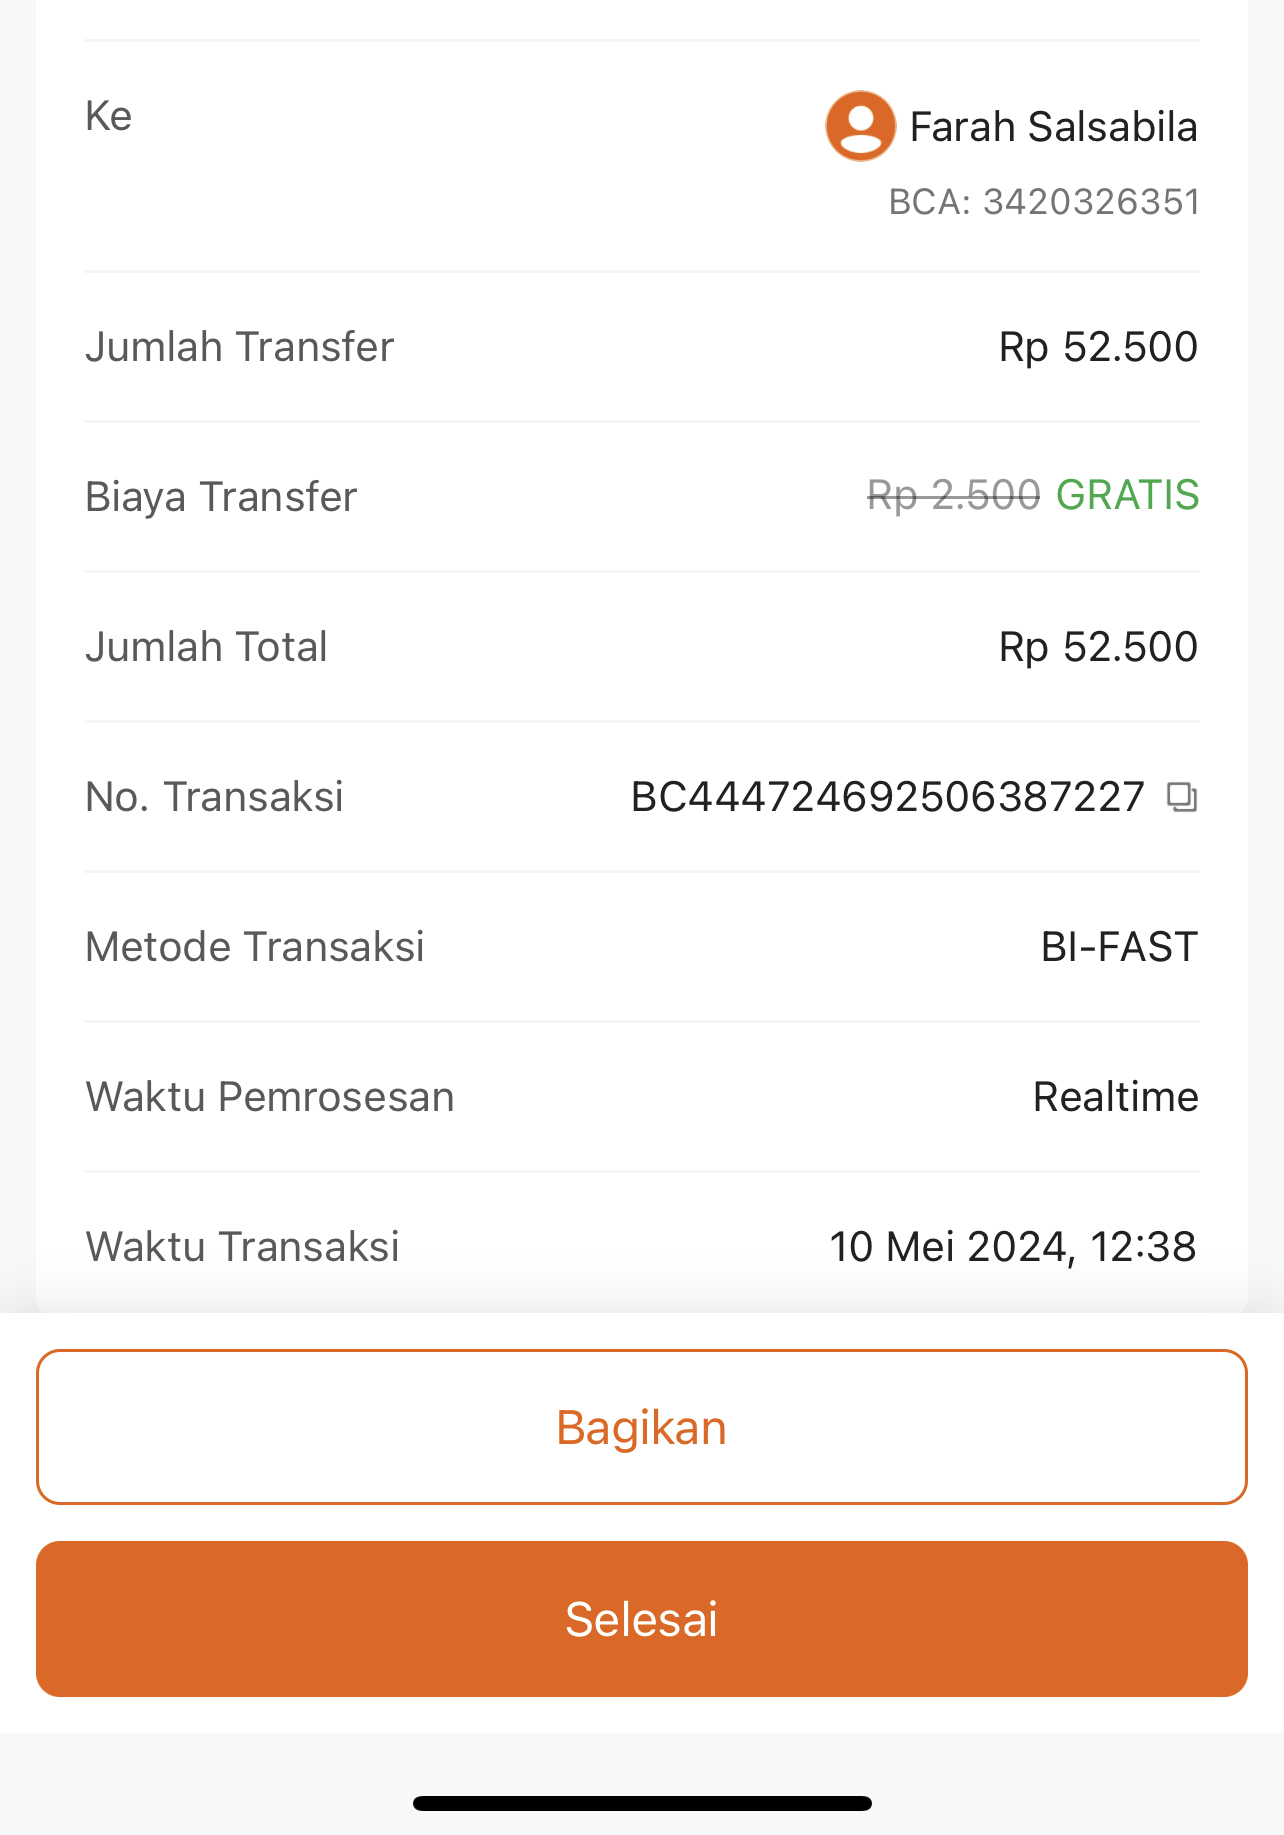 Ke
Farah Salsabila
BCA: 3420326351
Jumlah Transfer Rp 52.500
Biaya Transfer Rp 2.500 GRATIS
Jumlah Total Rp 52.500
No. Transaksi BC444724692506387227
Metode Transaksi BI-FAST
Waktu Pemrosesan Realtime
Waktu Transaksi 10 Mei 2024, 12:38
Bagikan
Selesai